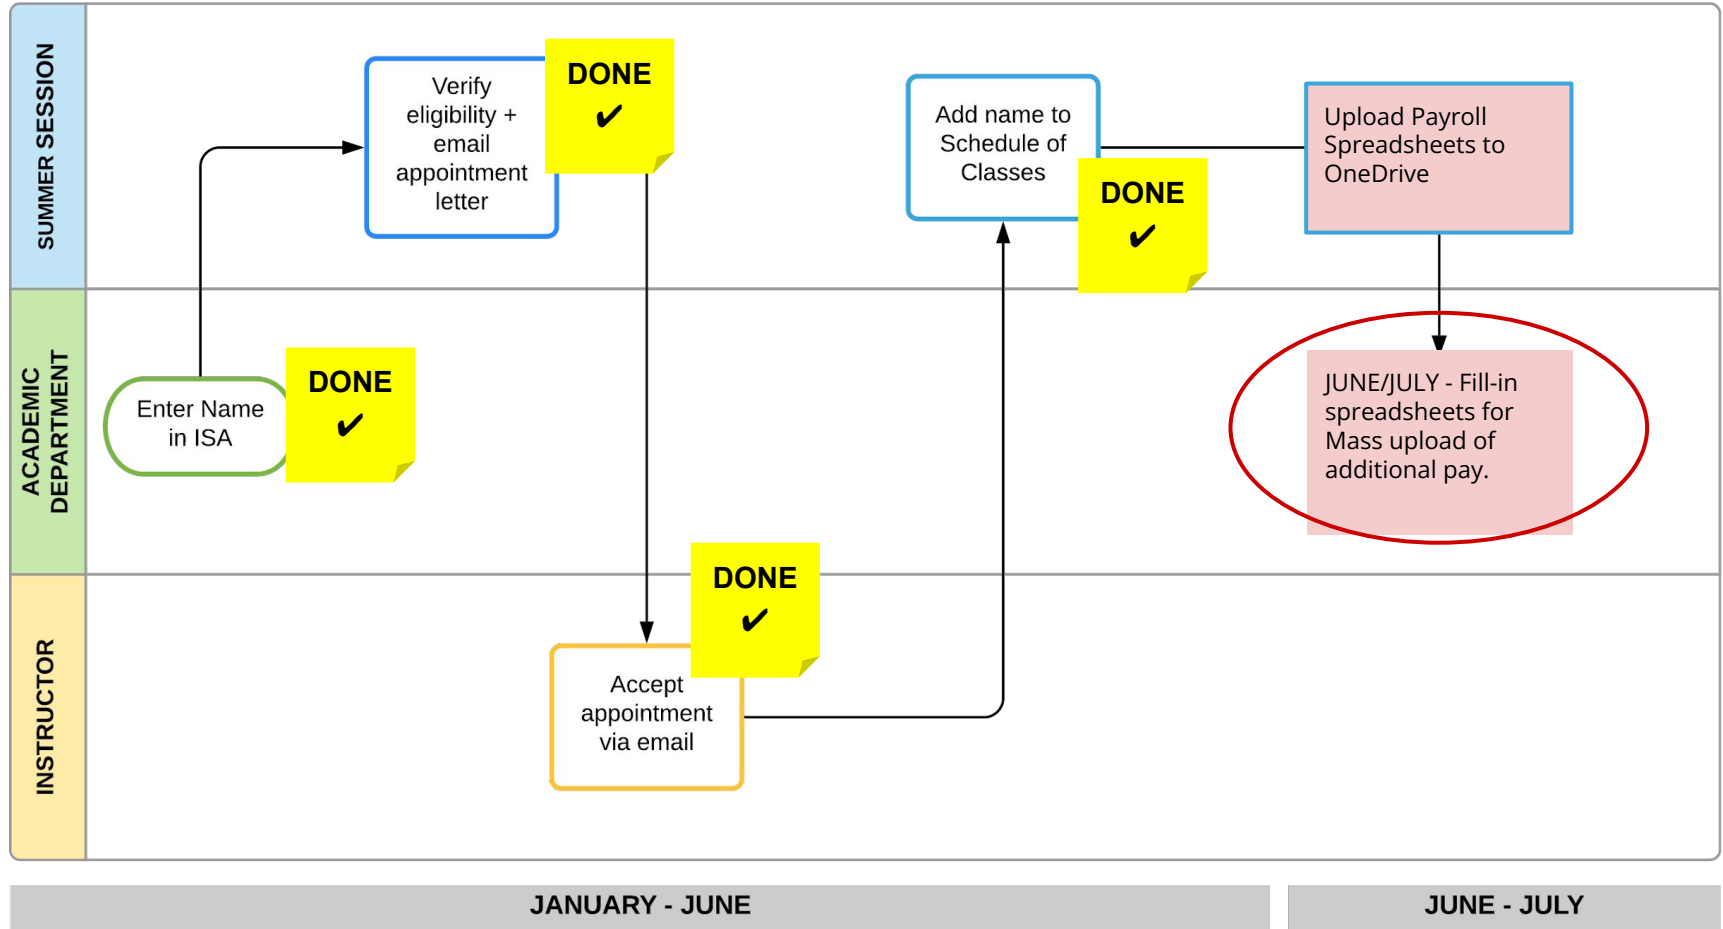 SUMMER SESSION
Verify
eligibility +
email
appointment
letter
DONE
✔
Add name to
Schedule of
Classes
DONE
✔
Upload Payroll
Spreadsheets to
OneDrive
ACADEMIC
DEPARTMENT
Enter Name
in ISA
DONE
✔
JUNE/JULY - Fill-in
spreadsheets for
Mass upload of
additional pay.
INSTRUCTOR
DONE
✔
Accept
appointment
via email
JANUARY - JUNE
JUNE - JULY